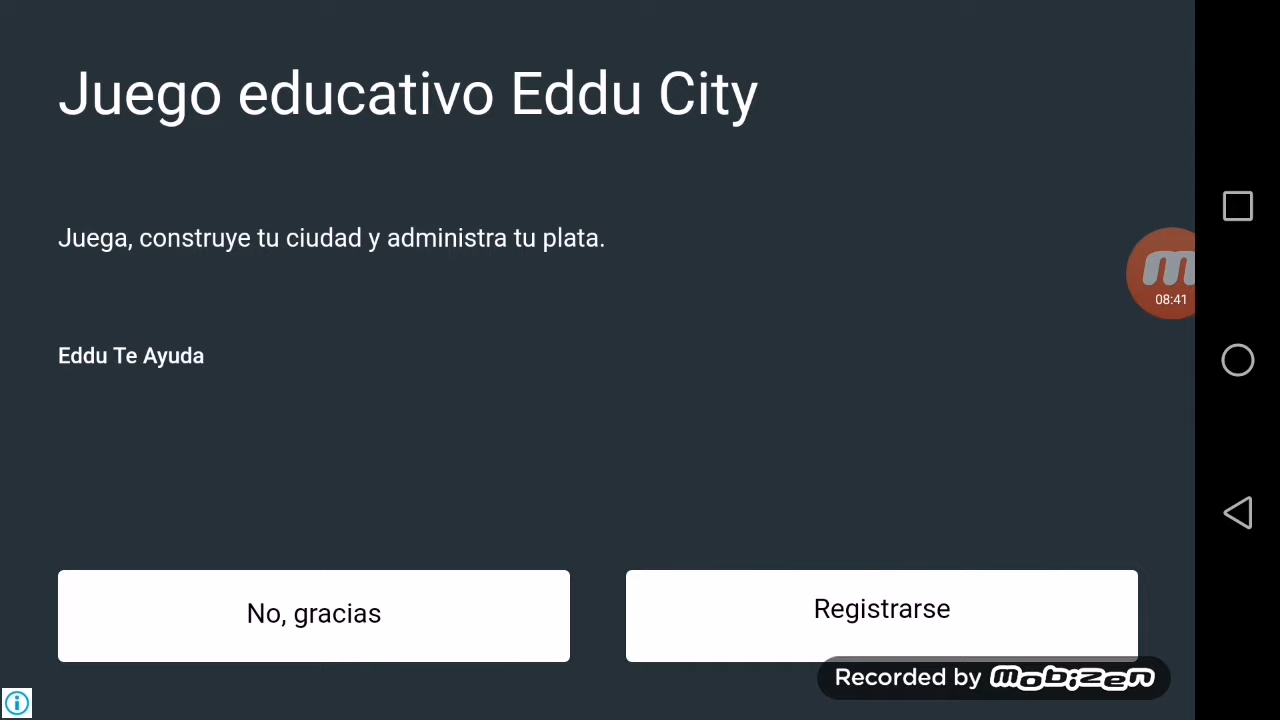 Juego educativo Eddu City
Juega, construye tu ciudad y administra tu plata.
08:41
Eddu Te Ayuda
No, gracias
Registrarse
Recorded by mobizen